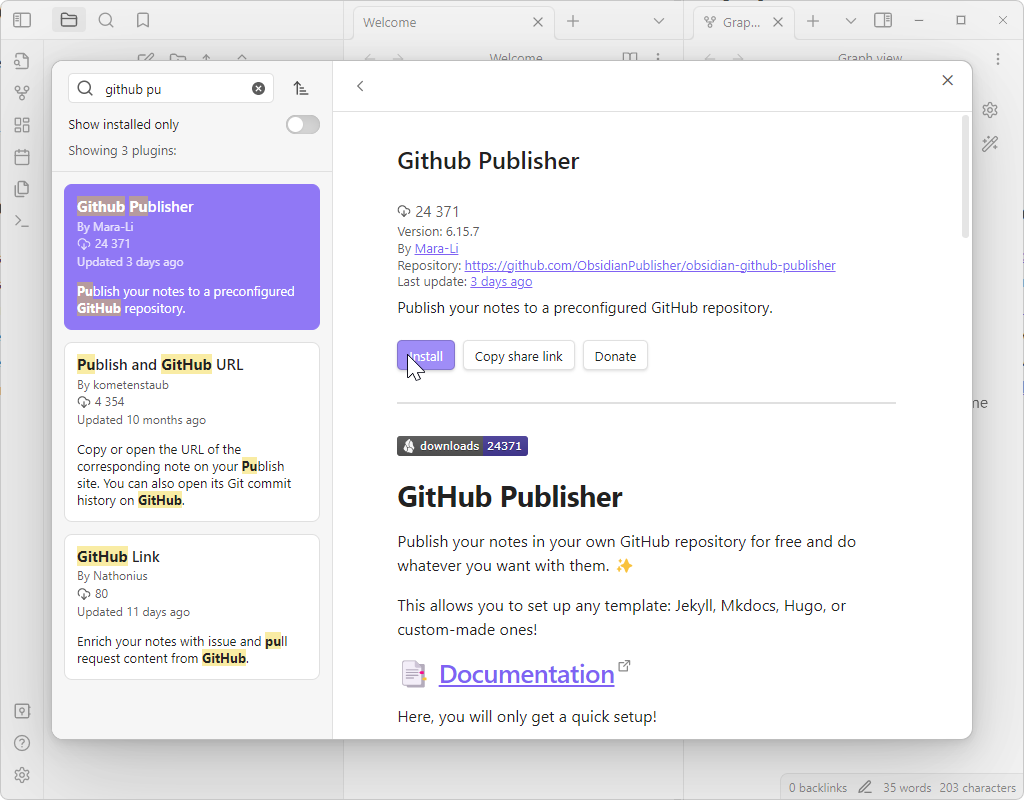 Welcome
Grap...
Welcome
Graph view
github pu
Show installed only
Showing 3 plugins:
Github Publisher
By Mara-Li
24 371
Updated 3 days ago
Publish your notes to a preconfigured
GitHub repository.
Publish and GitHub URL
By kometenstaub
4 354
Updated 10 months ago
Copy or open the URL of the
corresponding note on your Publish
site. You can also open its Git commit
history on GitHub.
GitHub Link
By Nathonius
80
Updated 11 days ago
Enrich your notes with issue and pull
request content from GitHub.
Github Publisher
24 371
Version: 6.15.7
By Mara-Li
Repository: https://github.com/ObsidianPublisher/obsidian-github-publisher
Last update: 3 days ago
Publish your notes to a preconfigured GitHub repository.
Install
Copy share link
Donate
downloads 24371
GitHub Publisher
Publish your notes in your own GitHub repository for free and do
whatever you want with them. ✨
This allows you to set up any template: Jekyll, Mkdocs, Hugo, or
custom-made ones!
Documentation
Here, you will only get a quick setup!
0 backlinks
35 words
203 characters